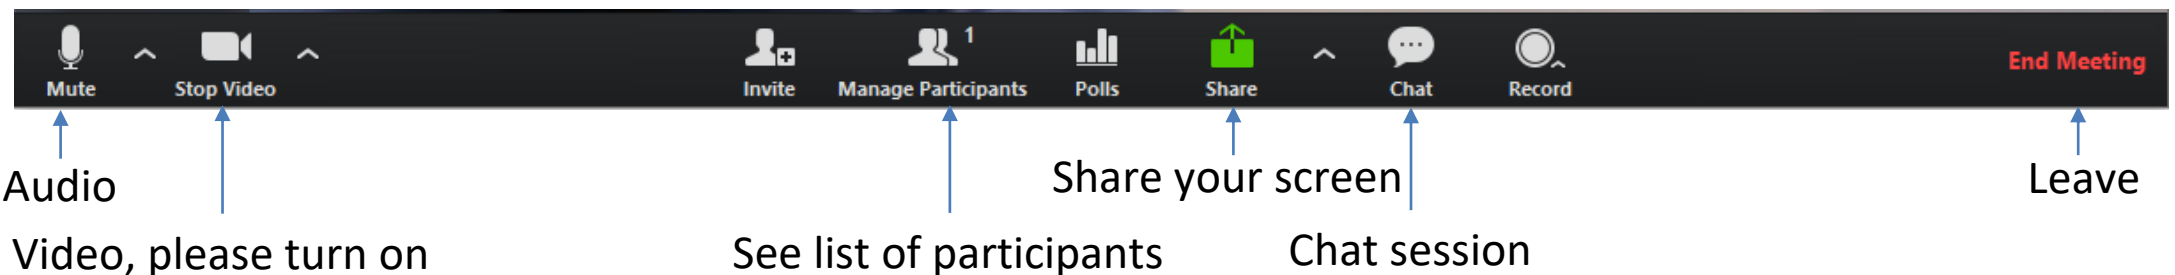 1
Mute Stop Video Invite Manage Participants Polls Share Chat Record End Meeting
Audio Share your screen Leave
Video, please turn on See list of participants Chat session